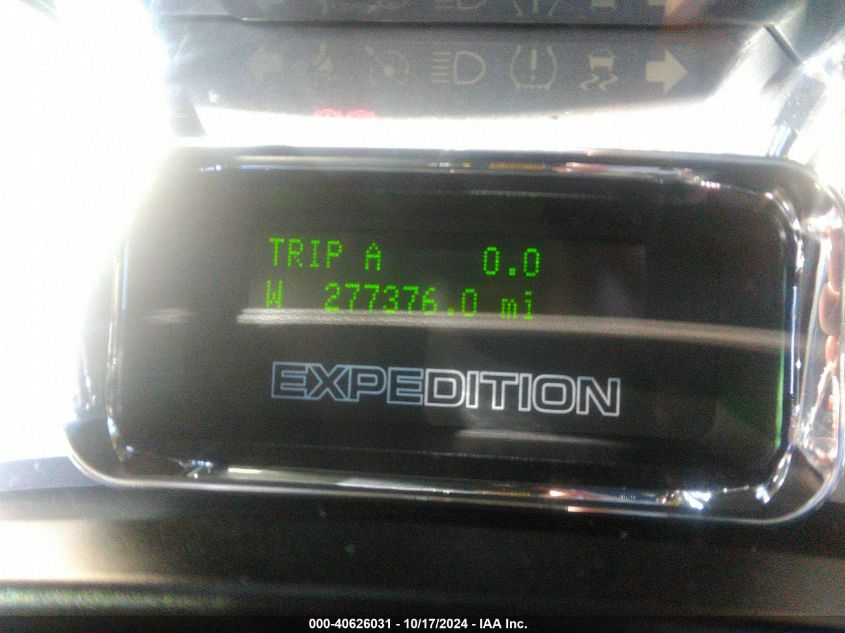 TRIP A 0.0
W 277376.0 mi
EXPEDITION
000-40626031 - 10/17/2024 - IAA Inc.